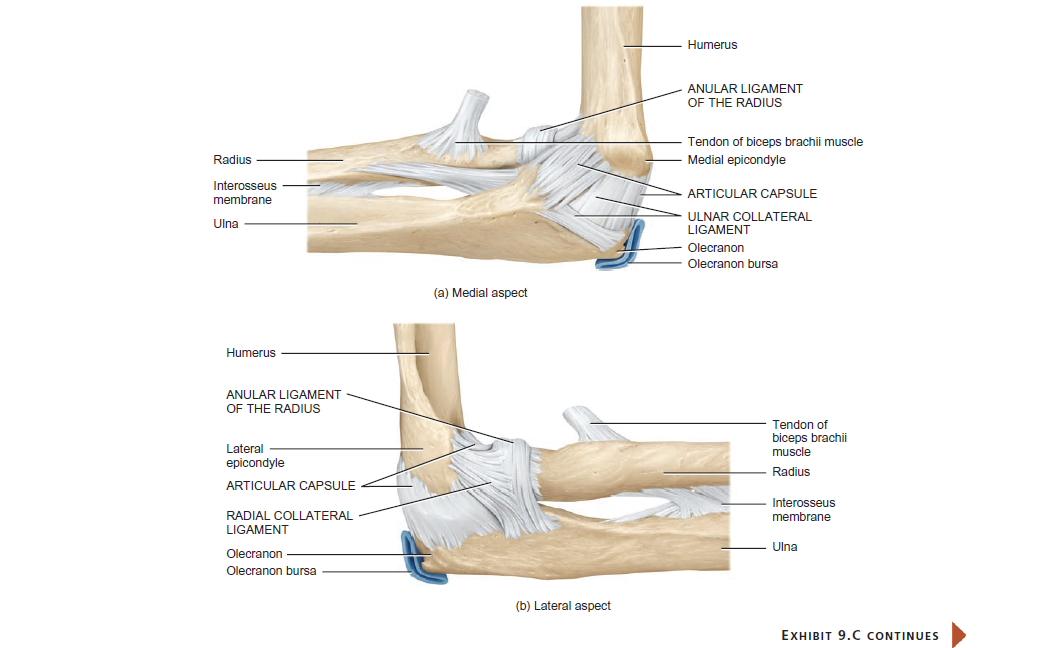 Humerus
ANULAR LIGAMENT
OF THE RADIUS
Tendon of biceps brachii muscle
Radius
Medial epicondyle
Interosseus
membrane
ARTICULAR CAPSULE
Ulna
ULNAR COLLATERAL
LIGAMENT
Olecranon
Olecranon bursa
(a) Medial aspect
Humerus
ANULAR LIGAMENT
OF THE RADIUS
Lateral
epicondyle
ARTICULAR CAPSULE
RADIAL COLLATERAL
LIGAMENT
Olecranon
Olecranon bursa
Tendon of
biceps brachii
muscle
Radius
Interosseus
membrane
Ulna
(b) Lateral aspect
EXHIBIT 9.C CONTINUES